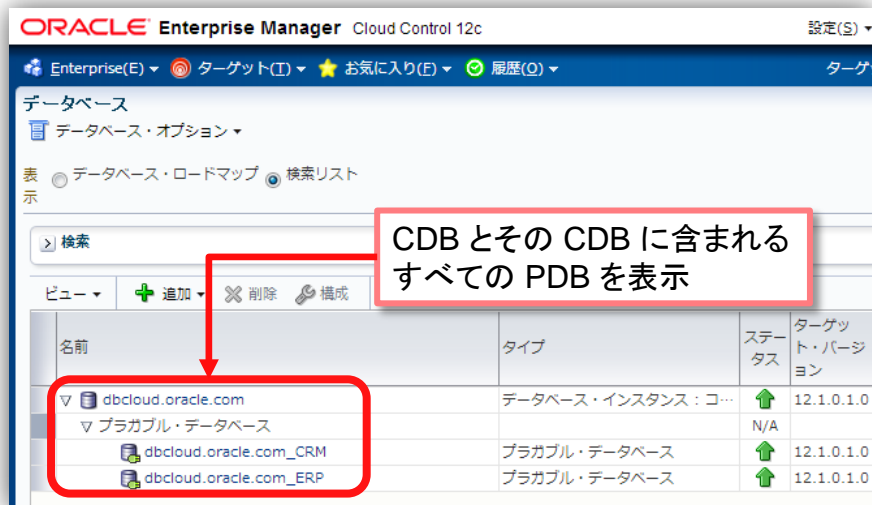 ORACLE Enterprise Manager Cloud Control 12c 設定(S)
Enterprise(E) ターゲット(T) お気に入り(F) 履歴(O) ターゲッ
データベース
データベース・オプション
表示 データベース・ロードマップ 検索リスト
検索
CDB とその CDB に含まれる
すべての PDB を表示
ビュー 追加 削除 構成
名前 タイプ ステータス ターゲット・バージョン
dbcloud.oracle.com データベース・インスタンス : コ… 12.1.0.1.0
プラガブル・データベース N/A
dbcloud.oracle.com_CRM プラガブル・データベース 12.1.0.1.0
dbcloud.oracle.com_ERP プラガブル・データベース 12.1.0.1.0